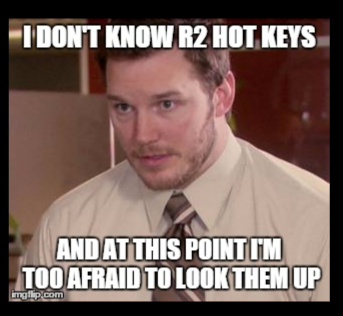 I DON'T KNOW R2 HOT KEYS
AND AT THIS POINT I'M
TOO AFRAID TO LOOK THEM UP
imgflip.com